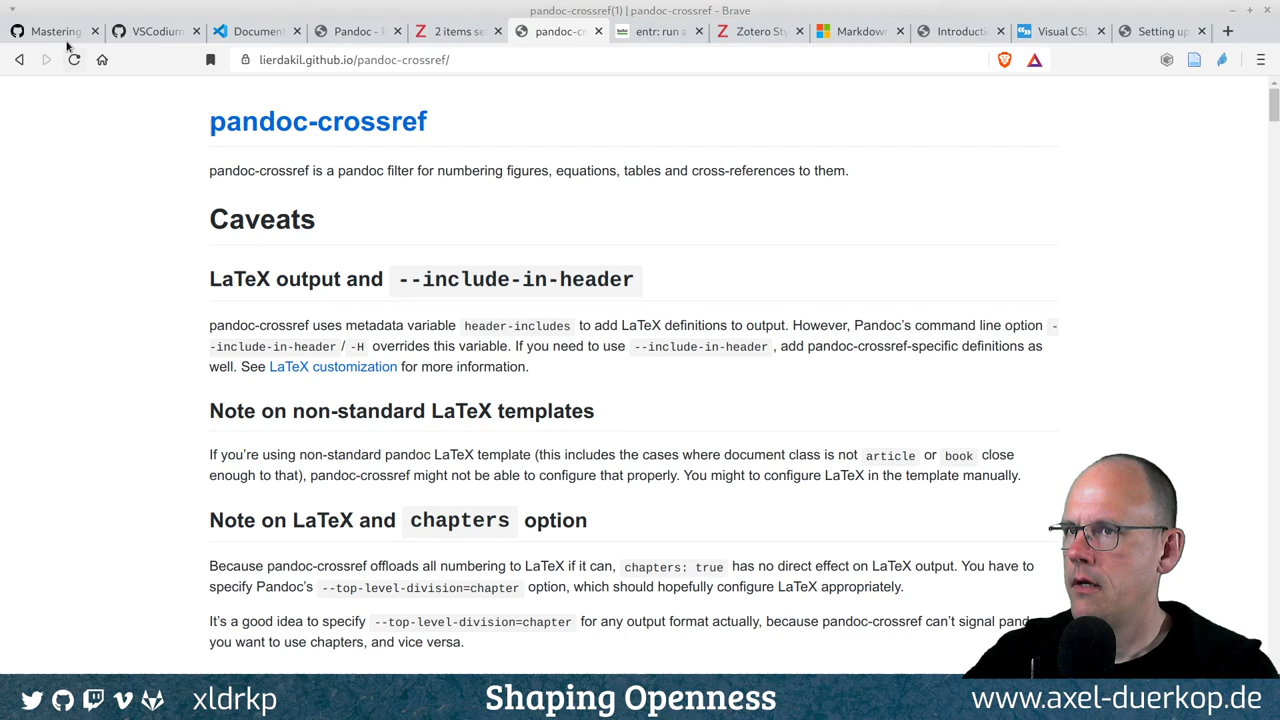 pandoc-crossref(1) | pandoc-crossref - Brave
Mastering
VSCodium
Document
Pandoc - P
2 items se
pandoc-cr
entr: run a
Zotero Sty
Markdown
Introducti
Visual CSL
Setting up
lierdakil.github.io/pandoc-crossref/
pandoc-crossref
pandoc-crossref is a pandoc filter for numbering figures, equations, tables and cross-references to them.
Caveats
LaTeX output and --include-in-header
pandoc-crossref uses metadata variable header-includes to add LaTeX definitions to output. However, Pandoc’s command line option -
-include-in-header / -H overrides this variable. If you need to use --include-in-header, add pandoc-crossref-specific definitions as
well. See LaTeX customization for more information.
Note on non-standard LaTeX templates
If you’re using non-standard pandoc LaTeX template (this includes the cases where document class is not article or book close
enough to that), pandoc-crossref might not be able to configure that properly. You might to configure LaTeX in the template manually.
Note on LaTeX and chapters option
Because pandoc-crossref offloads all numbering to LaTeX if it can, chapters: true has no direct effect on LaTeX output. You have to
specify Pandoc’s --top-level-division=chapter option, which should hopefully configure LaTeX appropriately.
It’s a good idea to specify --top-level-division=chapter for any output format actually, because pandoc-crossref can’t signal pand
you want to use chapters, and vice versa.
xldrkp
Shaping Openness
www.axel-duerkop.de